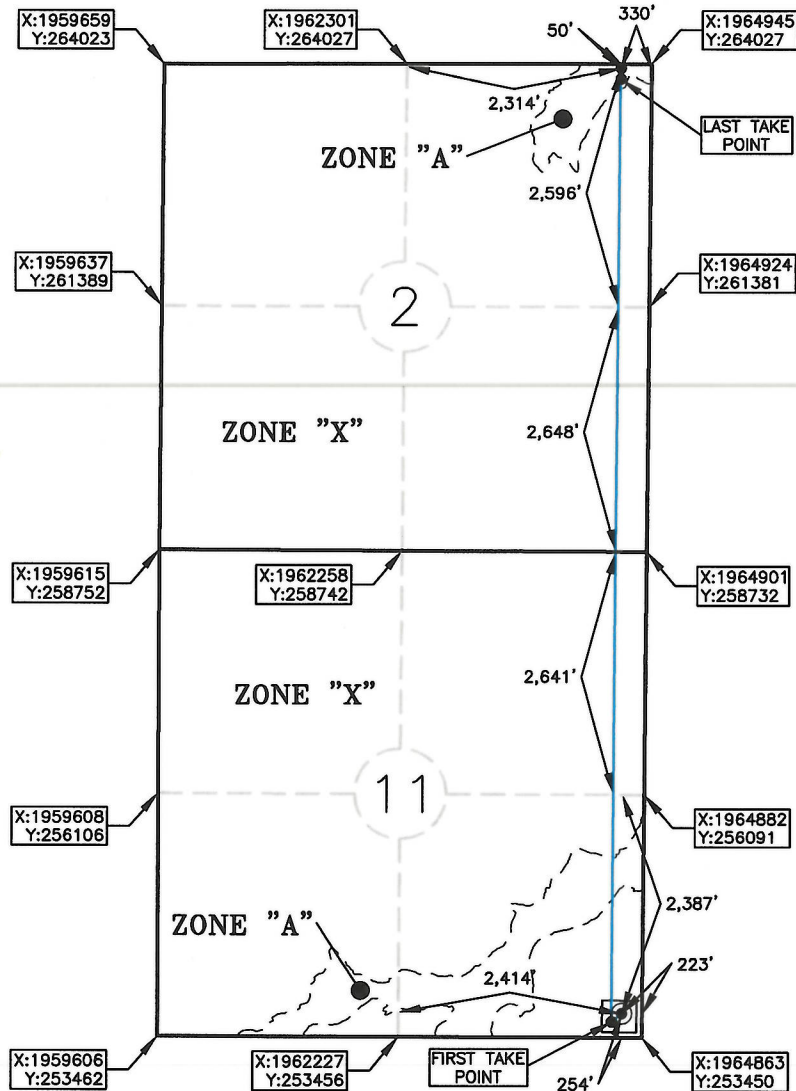 X:1959659
Y:264023
X:1962301
Y:264027
50'
330'
X:1964945
Y:264027
2,314'
LAST TAKE
POINT
ZONE "A"
2,596'
X:1959637
Y:261389
X:1964924
Y:261381
2
ZONE "X"
2,648'
X:1959615
Y:258752
X:1962258
Y:258742
X:1964901
Y:258732
ZONE "X"
2,641'
11
X:1959608
Y:256106
X:1964882
Y:256091
ZONE "A"
2,387'
2,414'
223'
X:1959606
Y:253462
X:1962227
Y:253456
FIRST TAKE
POINT
254'
X:1964863
Y:253450